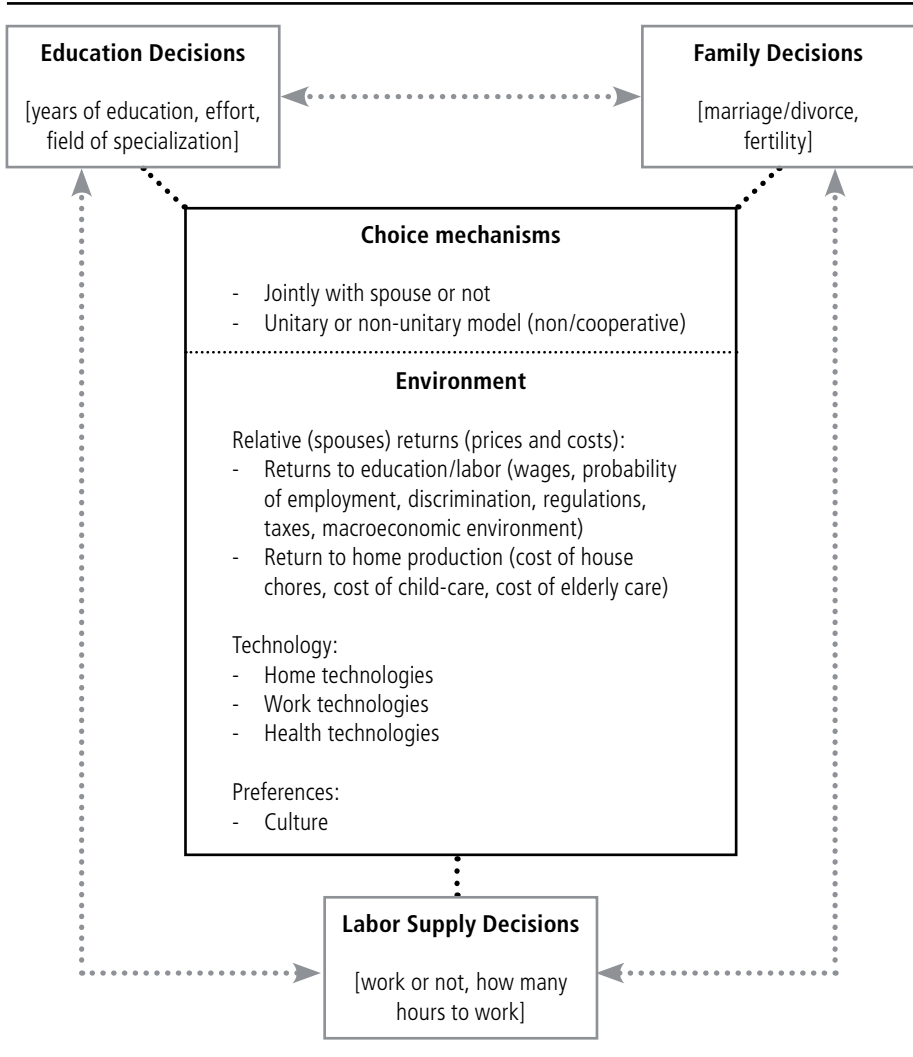 Education Decisions
[years of education, effort,
field of specialization]
Family Decisions
[marriage/divorce,
fertility]
Choice mechanisms
- Jointly with spouse or not
- Unitary or non-unitary model (non/cooperative)
Environment
Relative (spouses) returns (prices and costs):
- Returns to education/labor (wages, probability
of employment, discrimination, regulations,
taxes, macroeconomic environment)
- Return to home production (cost of house
chores, cost of child-care, cost of elderly care)
Technology:
- Home technologies
- Work technologies
- Health technologies
Preferences:
- Culture
Labor Supply Decisions
[work or not, how many
hours to work]